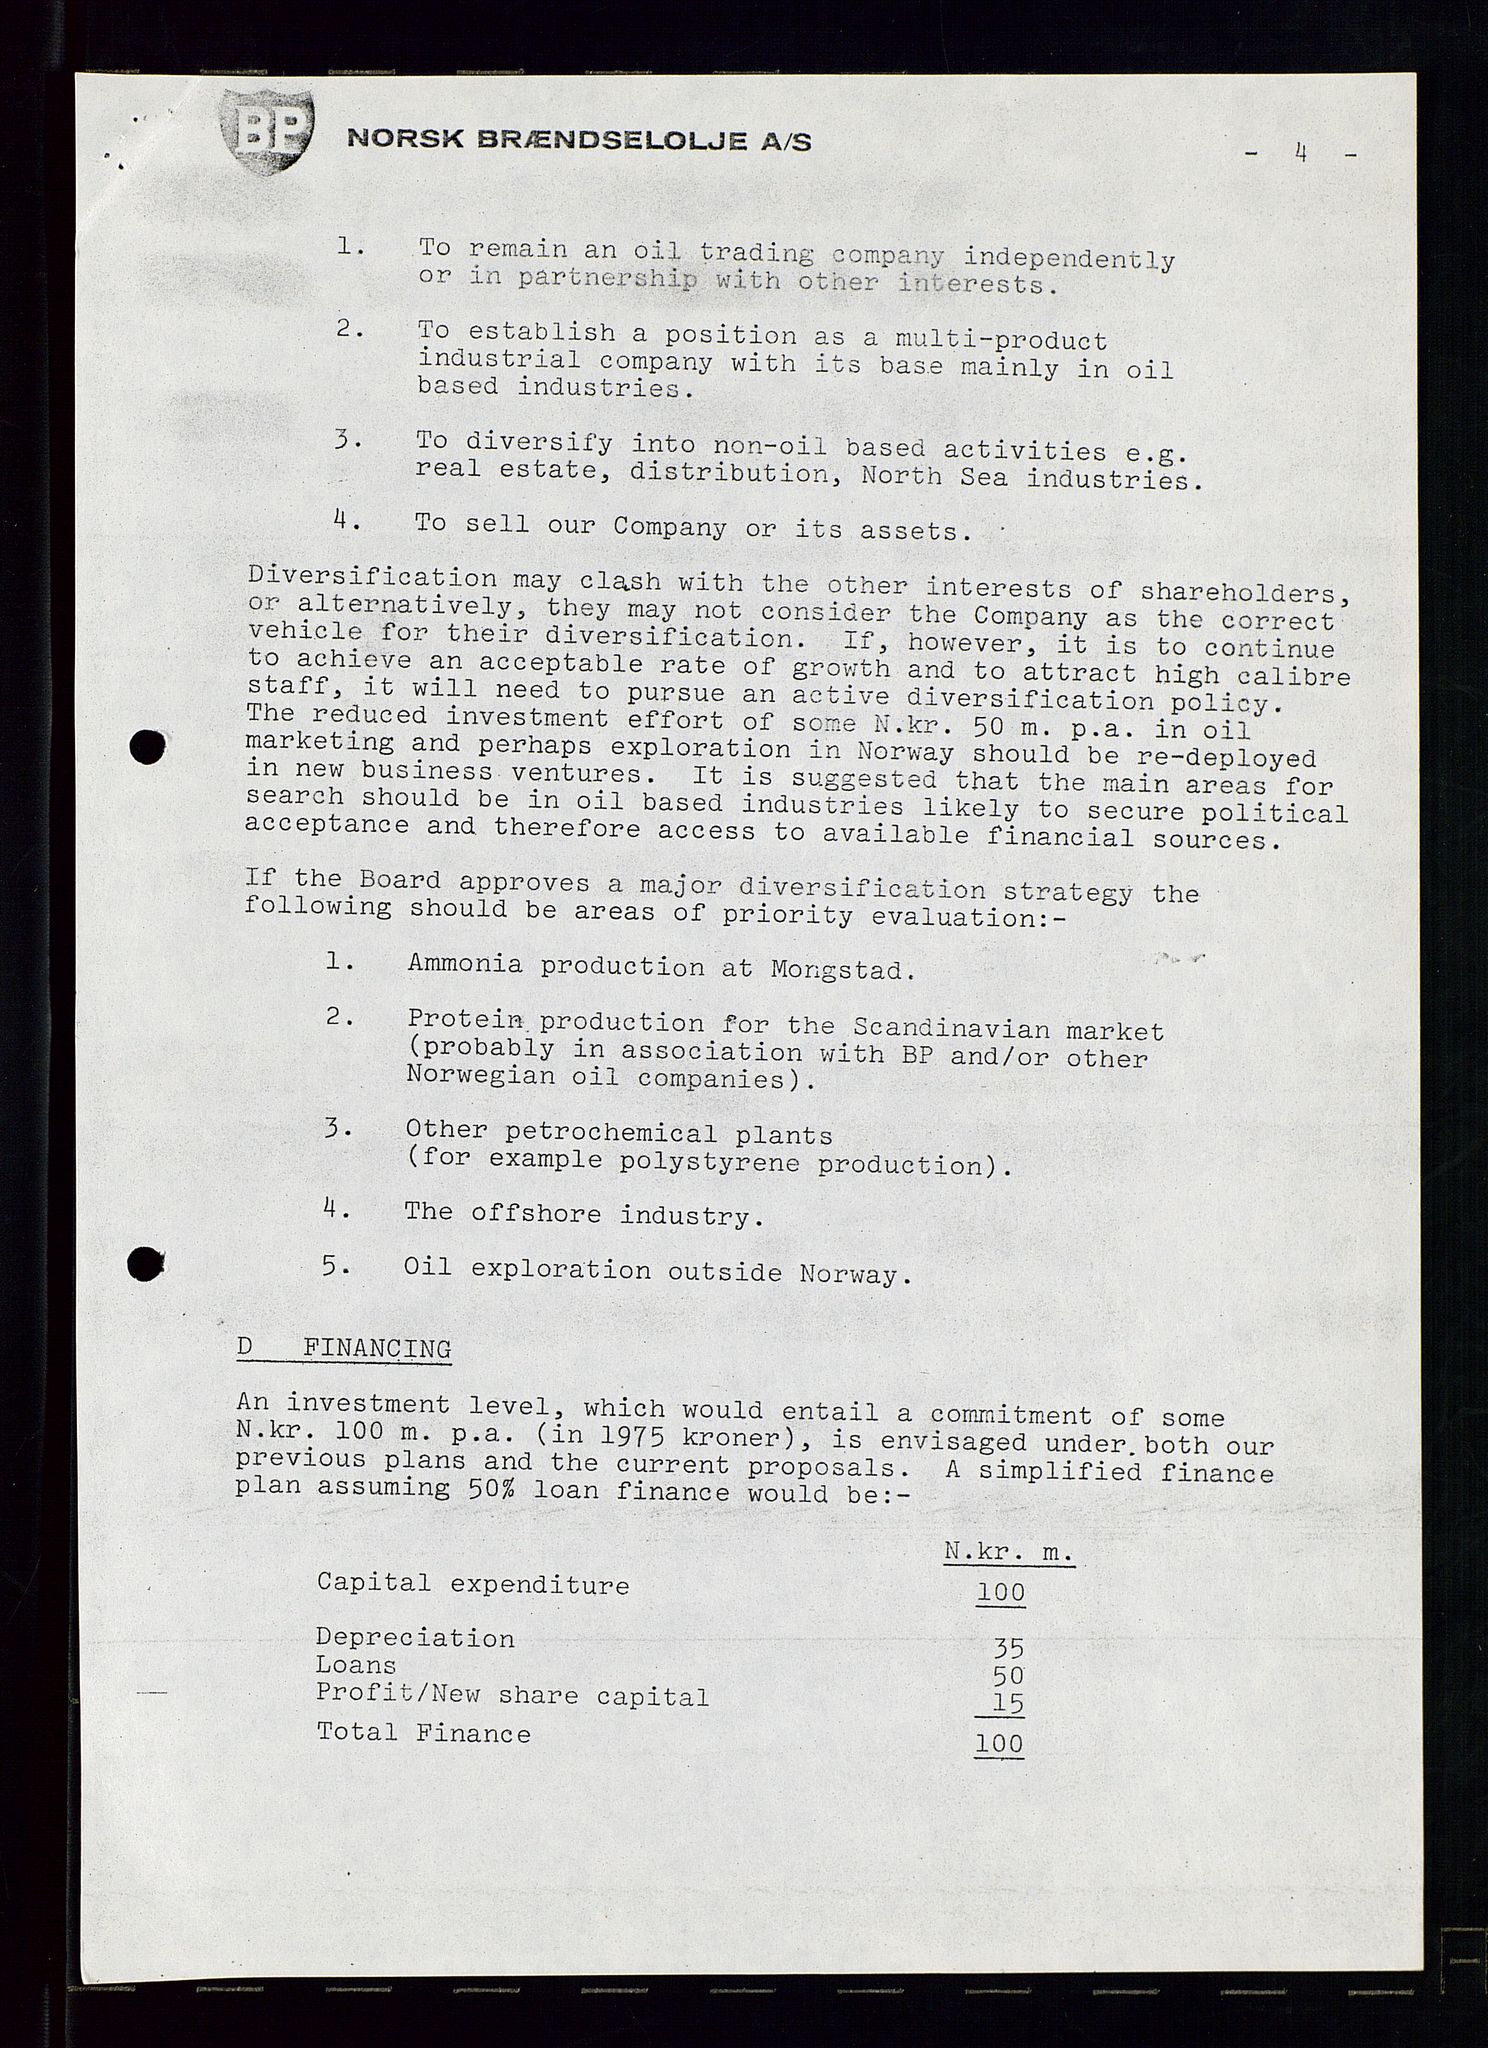 BP NORSK BRÆNDSELOLJE A/S
- 4 -
1. To remain an oil trading company independently
or in partnership with other interests.
2. To establish a position as a multi-product
industrial company with its base mainly in oil
based industries.
3. To diversify into non-oil based activities e.g.
real estate, distribution, North Sea industries.
4. To sell our Company or its assets.
Diversification may clash with the other interests of shareholders,
or alternatively, they may not consider the Company as the correct
vehicle for their diversification. If, however, it is to continue
to achieve an acceptable rate of growth and to attract high calibre
staff, it will need to pursue an active diversification policy.
The reduced investment effort of some N.kr. 50 m. p.a. in oil
marketing and perhaps exploration in Norway should be re-deployed
in new business ventures. It is suggested that the main areas for
search should be in oil based industries likely to secure political
acceptance and therefore access to available financial sources.
If the Board approves a major diversification strategy the
following should be areas of priority evaluation:-
1. Ammonia production at Mongstad.
2. Protein production for the Scandinavian market
(probably in association with BP and/or other
Norwegian oil companies).
3. Other petrochemical plants
(for example polystyrene production).
4. The offshore industry.
5. Oil exploration outside Norway.
D FINANCING
An investment level, which would entail a commitment of some
N.kr. 100 m. p.a. (in 1975 kroner), is envisaged under both our
previous plans and the current proposals. A simplified finance
plan assuming 50% loan finance would be:-
N.kr. m.
Capital expenditure 100
Depreciation 35
Loans 50
Profit/New share capital 15
Total Finance 100